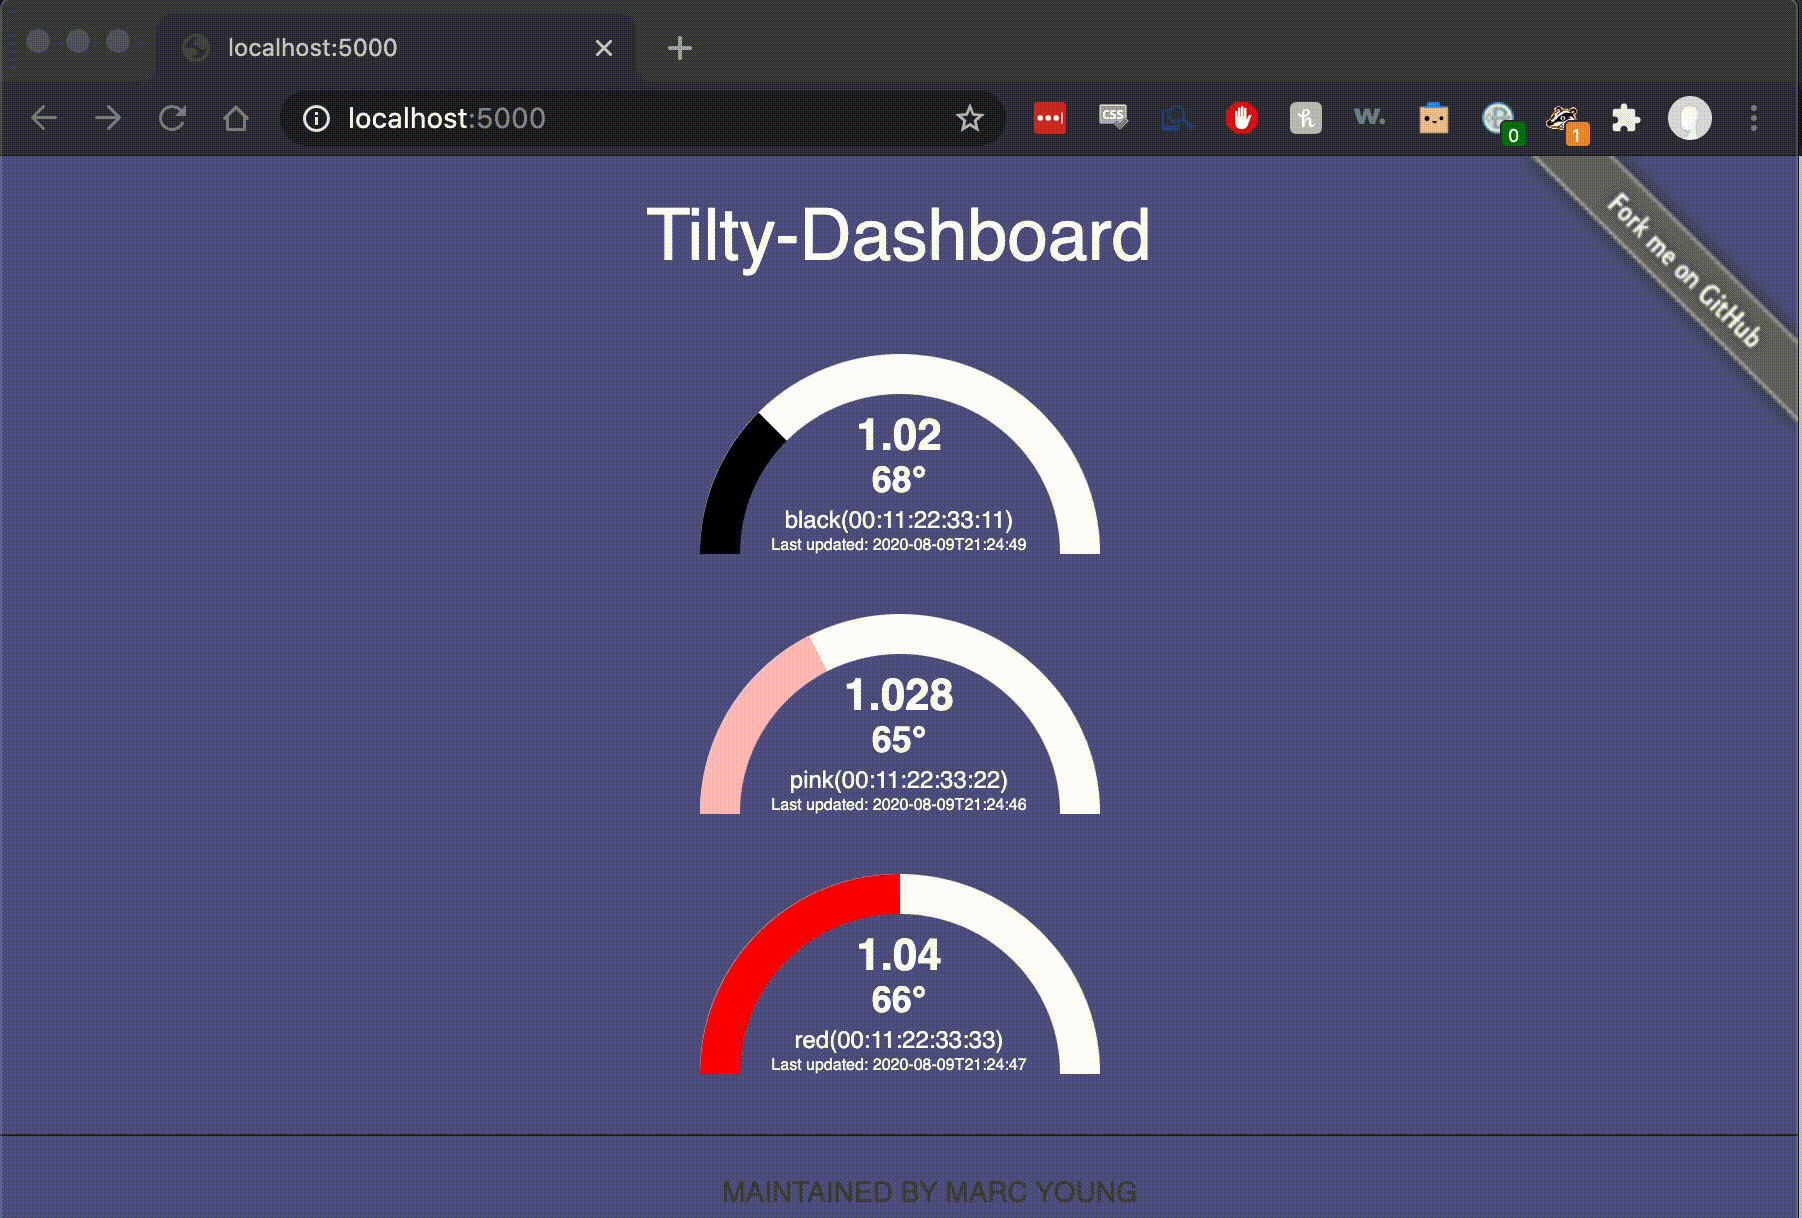 localhost:5000
localhost:5000
CSS
W.
0
1
Fork me on GitHub
Tilty-Dashboard
1.02
68°
black(00:11:22:33:11)
Last updated: 2020-08-09T21:24:49
1.028
65°
pink(00:11:22:33:22)
Last updated: 2020-08-09T21:24:46
1.04
66°
red(00:11:22:33:33)
Last updated: 2020-08-09T21:24:47
MAINTAINED BY MARC YOUNG